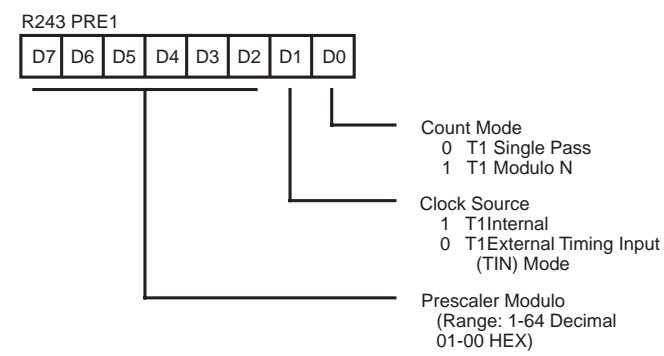 R243 PRE1
D7 D6 D5 D4 D3 D2 D1 D0
Count Mode
0 T1 Single Pass
1 T1 Modulo N
Clock Source
1 T1Internal
0 T1External Timing Input
(TIN) Mode
Prescaler Modulo
(Range: 1-64 Decimal
01-00 HEX)